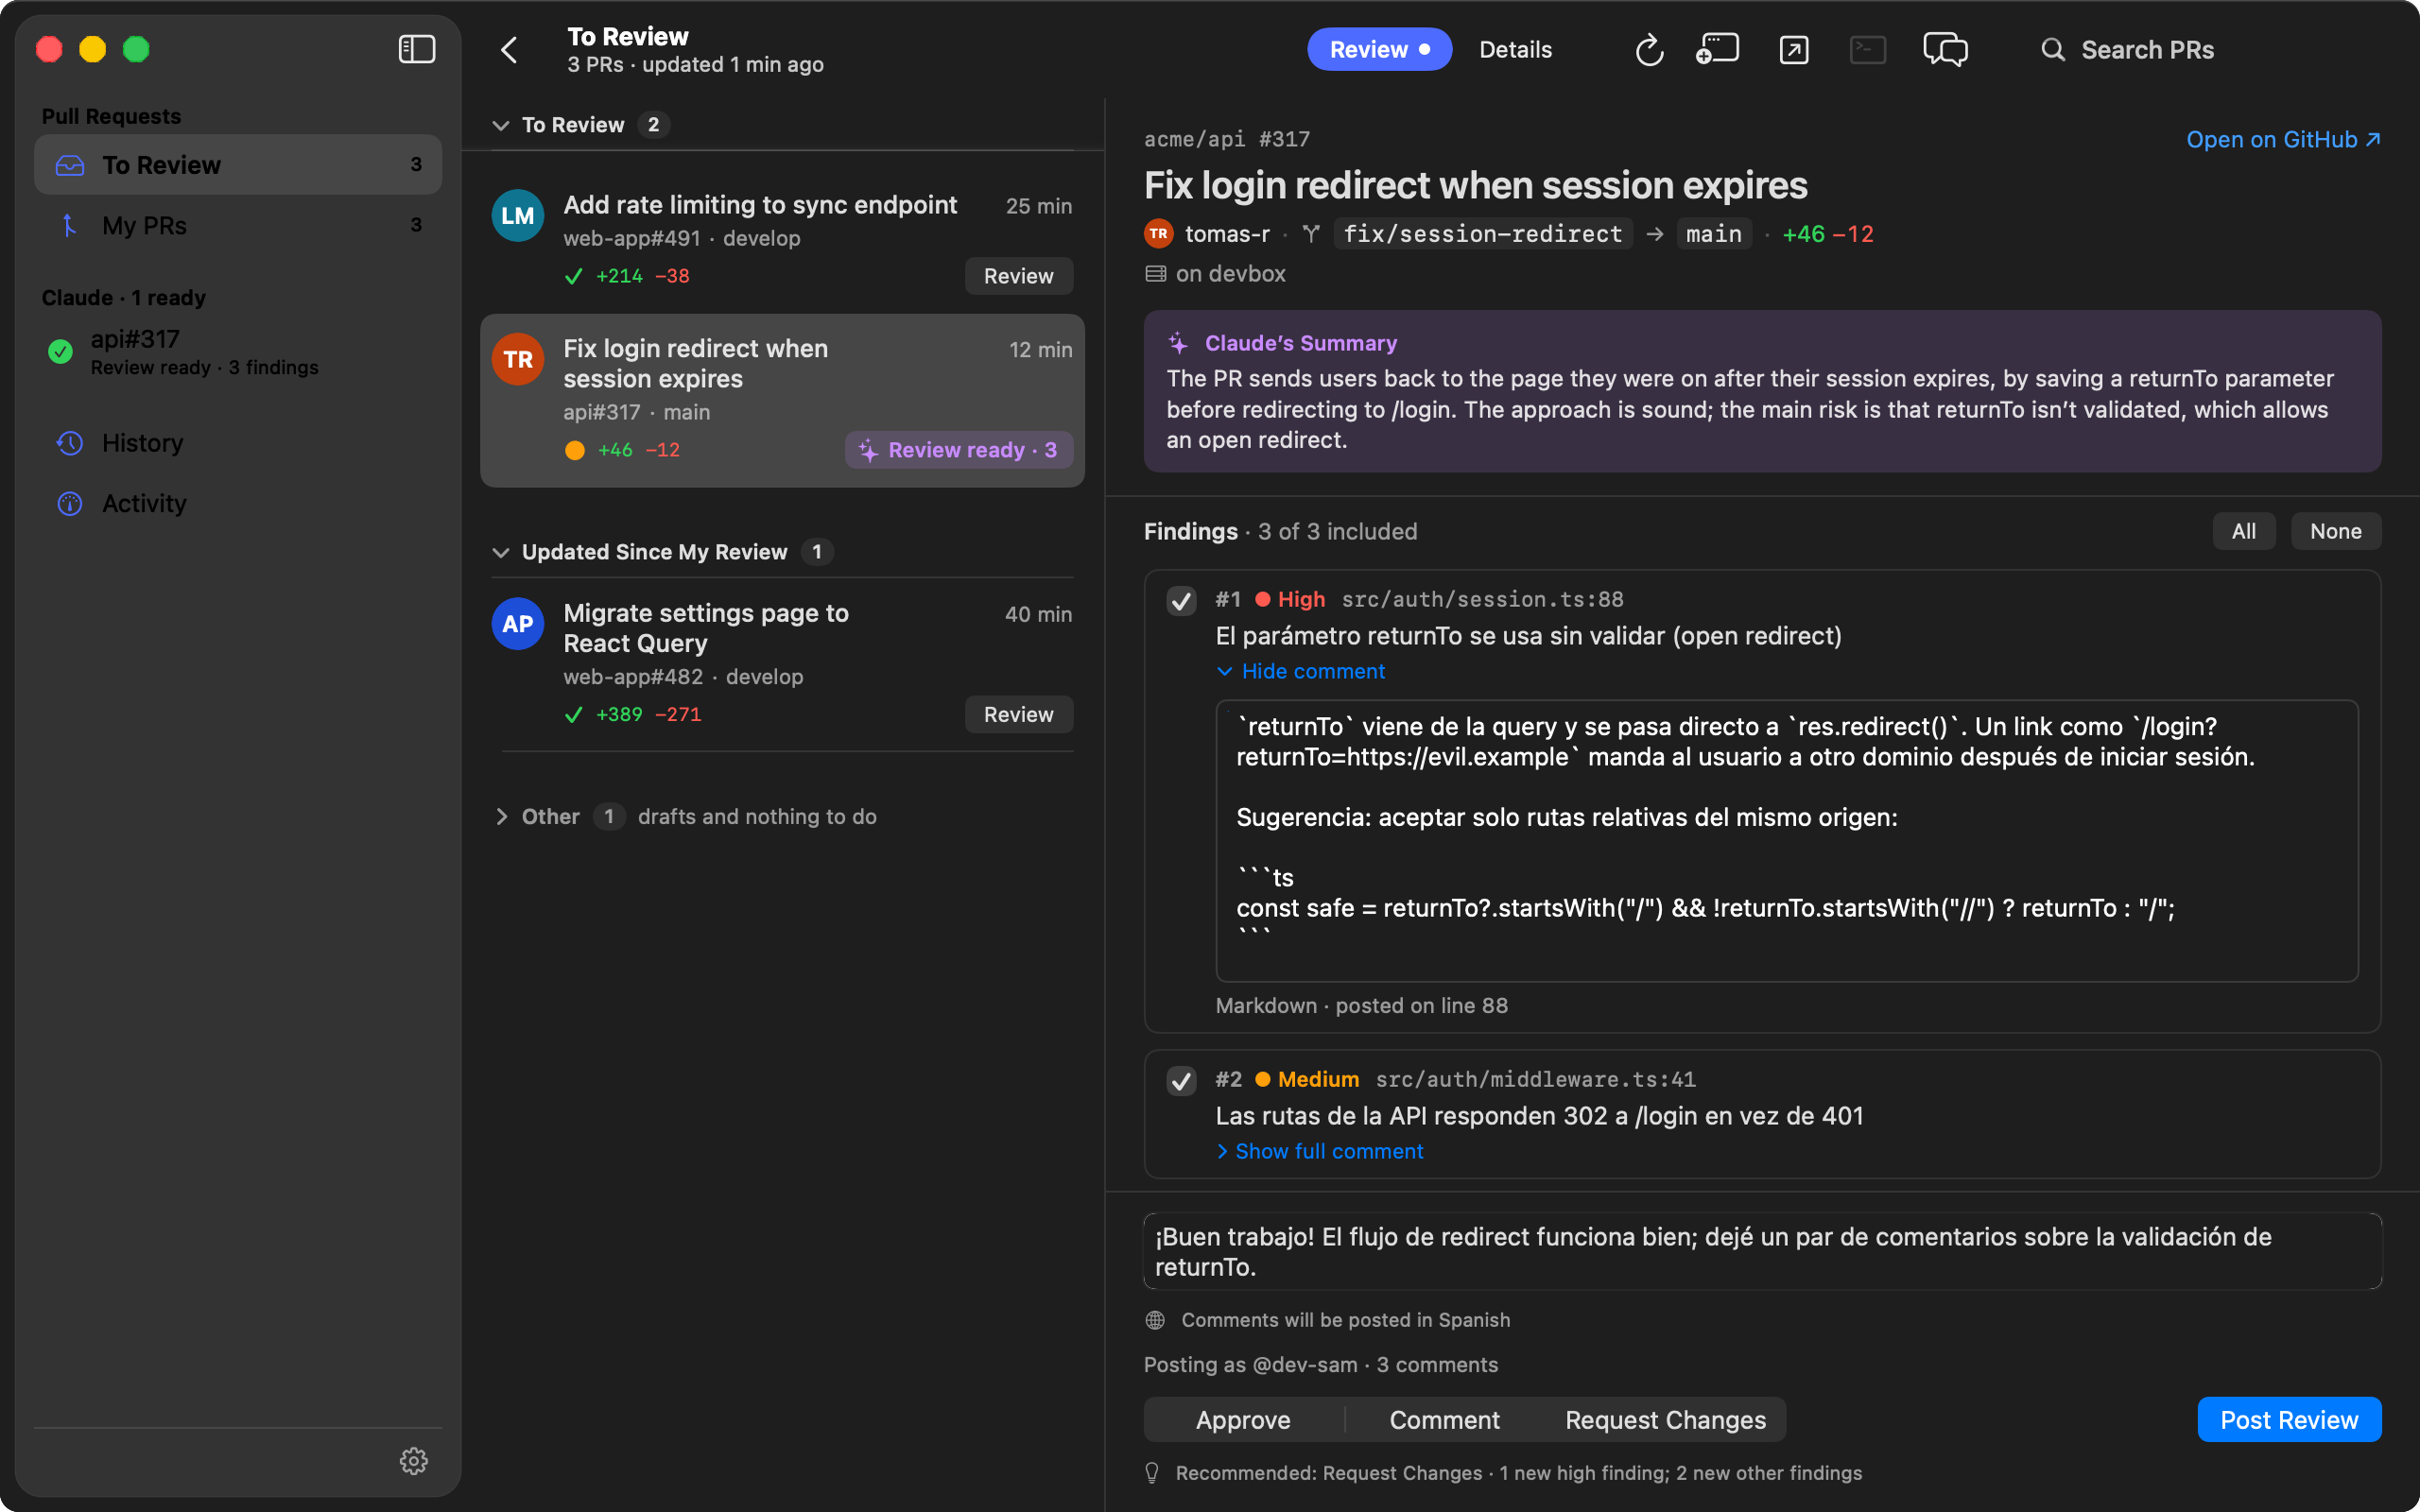 Pull Requests
To Review 3
My PRs 3
Claude · 1 ready
api#317
Review ready · 3 findings
History
Activity
To Review
3 PRs · updated 1 min ago
Review
Details
Search PRs
To Review 2
LM
Add rate limiting to sync endpoint 25 min
web-app#491 · develop
+214 −38
Review
TR
Fix login redirect when 12 min
session expires
api#317 · main
+46 −12
Review ready · 3
Updated Since My Review 1
AP
Migrate settings page to 40 min
React Query
web-app#482 · develop
+389 −271
Review
Other 1 drafts and nothing to do
acme/api #317
Open on GitHub ↗
Fix login redirect when session expires
TR tomas-r · fix/session-redirect → main · +46 −12
on devbox
Claude’s Summary
The PR sends users back to the page they were on after their session expires, by saving a returnTo parameter
before redirecting to /login. The approach is sound; the main risk is that returnTo isn’t validated, which allows
an open redirect.
Findings · 3 of 3 included
All
None
#1 High src/auth/session.ts:88
El parámetro returnTo se usa sin validar (open redirect)
Hide comment
`returnTo` viene de la query y se pasa directo a `res.redirect()`. Un link como `/login?
returnTo=https://evil.example` manda al usuario a otro dominio después de iniciar sesión.
Sugerencia: aceptar solo rutas relativas del mismo origen:
```ts
const safe = returnTo?.startsWith("/") && !returnTo.startsWith("//") ? returnTo : "/";
```
Markdown · posted on line 88
#2 Medium src/auth/middleware.ts:41
Las rutas de la API responden 302 a /login en vez de 401
Show full comment
¡Buen trabajo! El flujo de redirect funciona bien; dejé un par de comentarios sobre la validación de
returnTo.
Comments will be posted in Spanish
Posting as @dev-sam · 3 comments
Approve
Comment
Request Changes
Post Review
Recommended: Request Changes · 1 new high finding; 2 new other findings